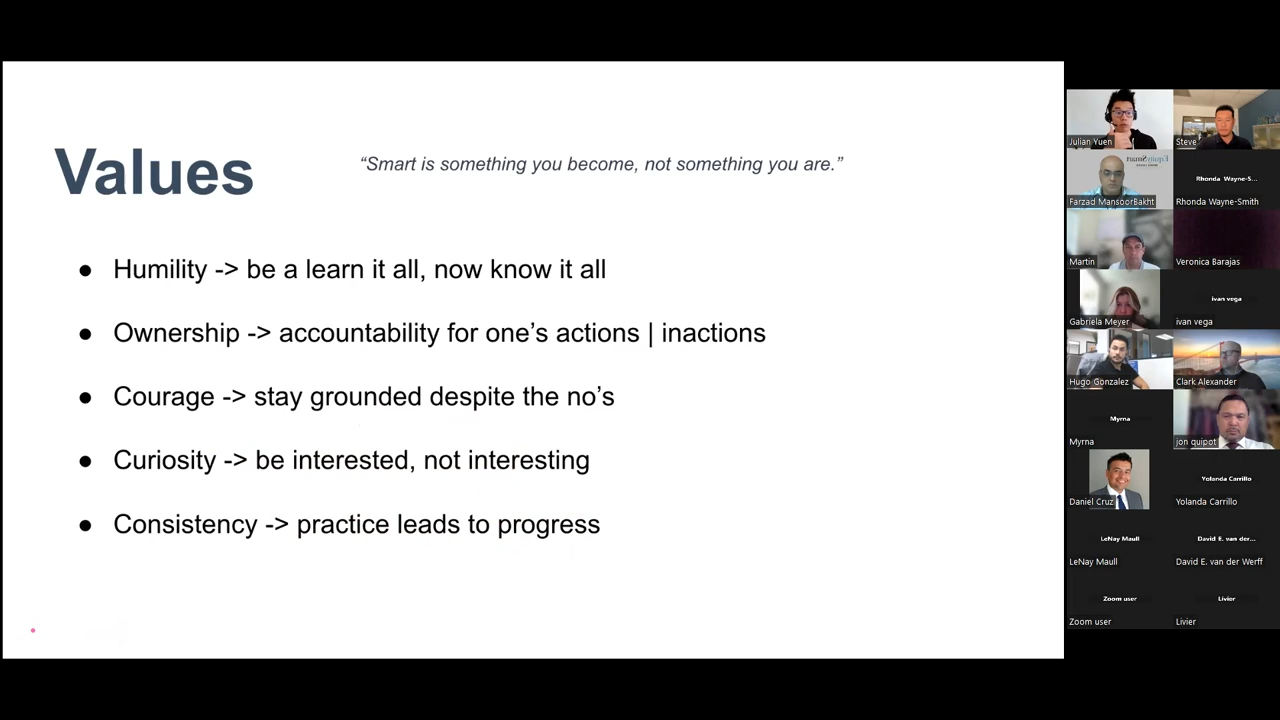 Values
“Smart is something you become, not something you are.”
● Humility -> be a learn it all, now know it all
● Ownership -> accountability for one’s actions | inactions
● Courage -> stay grounded despite the no’s
● Curiosity -> be interested, not interesting
● Consistency -> practice leads to progress
Julian Yuen
Steve
Farzad MansoorBakht
Rhonda Wayne-S...
Rhonda Wayne-Smith
Martin
Veronica Barajas
Gabriela Meyer
ivan vega
ivan vega
Hugo Gonzalez
Clark Alexander
Myrna
Myrna
jon quipot
Daniel Cruz
Yolanda Carrillo
Yolanda Carrillo
LeNay Maull
LeNay Maull
David E. van der...
David E. van der Werff
Zoom user
Zoom user
Livier
Livier